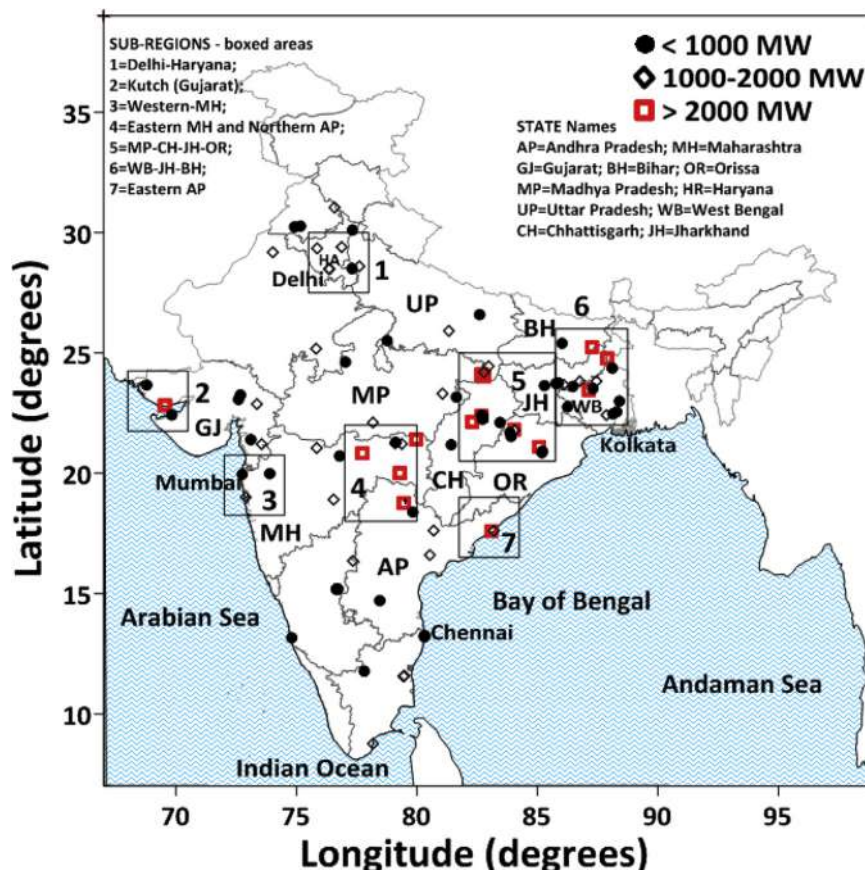 SUB-REGIONS - boxed areas
1=Delhi-Haryana;
2=Kutch (Gujarat);
3=Western-MH;
4=Eastern MH and Northern AP;
5=MP-CH-JH-OR;
6=WB-JH-BH;
7=Eastern AP
< 1000 MW
1000-2000 MW
> 2000 MW
STATE Names
AP=Andhra Pradesh; MH=Maharashtra
GJ=Gujarat; BH=Bihar; OR=Orissa
MP=Madhya Pradesh; HR=Haryana
UP=Uttar Pradesh; WB=West Bengal
CH=Chhattisgarh; JH=Jharkhand
35
30
25
20
15
10
Latitude (degrees)
HA
1
Delhi
UP
6
BH
2
MP
5
JH
WB
GJ
Kolkata
Mumbai
3
4
CH
OR
MH
7
AP
Arabian Sea
Bay of Bengal
Chennai
Andaman Sea
Indian Ocean
70 75 80 85 90 95
Longitude (degrees)